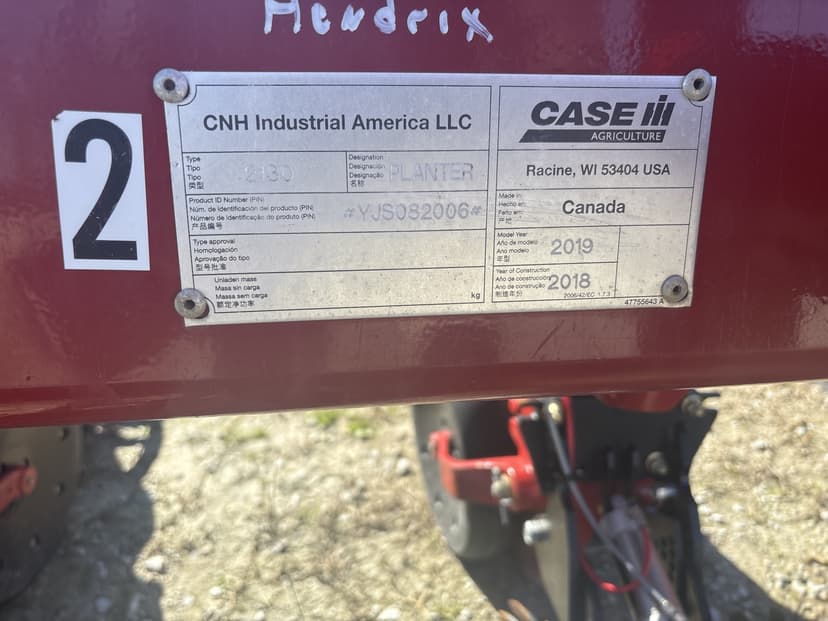 Hendrix
2
CNH Industrial America LLC
Type
Tipo
Tipo
类型
2130
Designation
Designación
Designação
名称
PLANTER
Product ID Number (PIN)
Núm. de identificación del producto (PIN)
Número de identificação do produto (PIN)
产品编号
*YJS082006*
Type approval
Homologación
Aprovação do tipo
型号批准
Unladen mass
Masa sin carga
Massa sem carga
额定净功率
kg
CASE IH
AGRICULTURE
Racine, WI 53404 USA
Made in
Hecho en
Feito em
产地
Canada
Model Year
Año de modelo
Ano modelo
年型
2019
Year of Construction
Año de construcción
Ano de construção
制造年份
2018
2006/42/EC 1.7.3
47755643 A